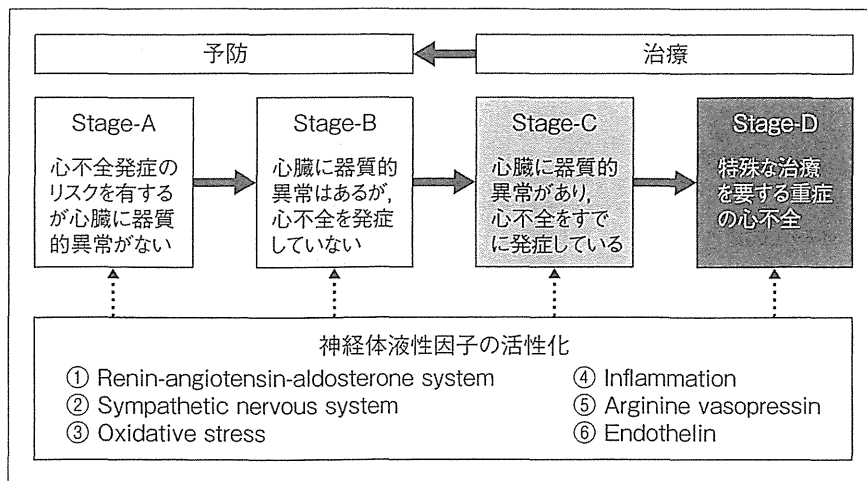 予防
治療
Stage-A
心不全発症の
リスクを有する
が心臓に器質
的異常がない
Stage-B
心臓に器質的
異常はあるが,
心不全を発症
していない
Stage-C
心臓に器質的
異常があり,
心不全をすで
に発症している
Stage-D
特殊な治療
を要する重症
の心不全
神経体液性因子の活性化
① Renin-angiotensin-aldosterone system
② Sympathetic nervous system
③ Oxidative stress
④ Inflammation
⑤ Arginine vasopressin
⑥ Endothelin